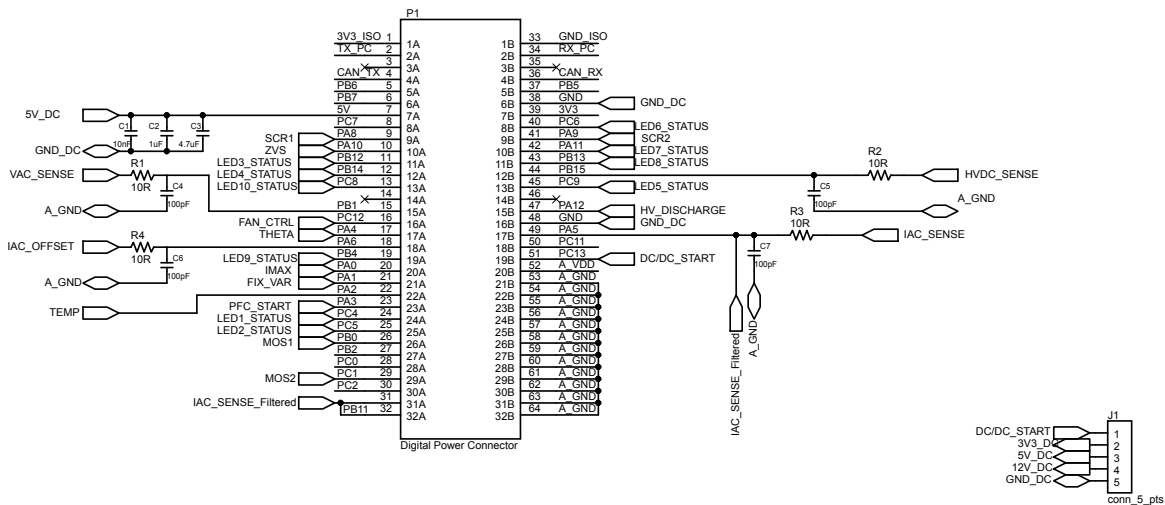 P1
3V3_ISO 1 1A 1B 33 GND_ISO
TX_PC 2 2A 2B 34 RX_PC
3 3A 3B 35
CAN_TX 4 4A 4B 36 CAN_RX
PB6 5 5A 5B 37 PB5
PB7 6 6A 6B 38 GND GND_DC
5V_DC 5V 7 7A 7B 39 3V3
C1 C2 C3
10nF 1uF 4.7uF
PC7 8 8A 8B 40 PC6 LED6_STATUS
SCR1 PA8 9 9A 9B 41 PA9 SCR2
GND_DC
ZVS PA10 10 10A 10B 42 PA11 LED7_STATUS
LED3_STATUS PB12 11 11A 11B 43 PB13 LED8_STATUS
VAC_SENSE R1 10R
LED4_STATUS PB14 12 12A 12B 44 PB15 R2 10R HVDC_SENSE
LED10_STATUS PC8 13 13A 13B 45 PC9 LED5_STATUS
C4 100pF
C5 100pF
14 14A 14B 46
A_GND PB1 15 15A 15B 47 PA12 HV_DISCHARGE A_GND
FAN_CTRL PC12 16 16A 16B 48 GND GND_DC
THETA PA4 17 17A 17B 49 PA5 R3 10R IAC_SENSE
IAC_OFFSET R4 10R PA6 18 18A 18B 50 PC11
C6 100pF
C7 100pF
LED9_STATUS PB4 19 19A 19B 51 PC13 DC/DC_START
IMAX PA0 20 20A 20B 52 A_VDD
A_GND FIX_VAR PA1 21 21A 21B 53 A_GND
PA2 22 22A 22B 54 A_GND
TEMP PFC_START PA3 23 23A 23B 55 A_GND
LED1_STATUS PC4 24 24A 24B 56 A_GND
LED2_STATUS PC5 25 25A 25B 57 A_GND
MOS1 PB0 26 26A 26B 58 A_GND
PB2 27 27A 27B 59 A_GND
PC0 28 28A 28B 60 A_GND
MOS2 PC1 29 29A 29B 61 A_GND
PC2 30 30A 30B 62 A_GND
IAC_SENSE_Filtered 31 31A 31B 63 A_GND
PB11 32 32A 32B 64 A_GND
IAC_SENSE_Filtered
A_GND
Digital Power Connector
J1
DC/DC_START 1
3V3_DC 2
5V_DC 3
12V_DC 4
GND_DC 5
conn_5_pts